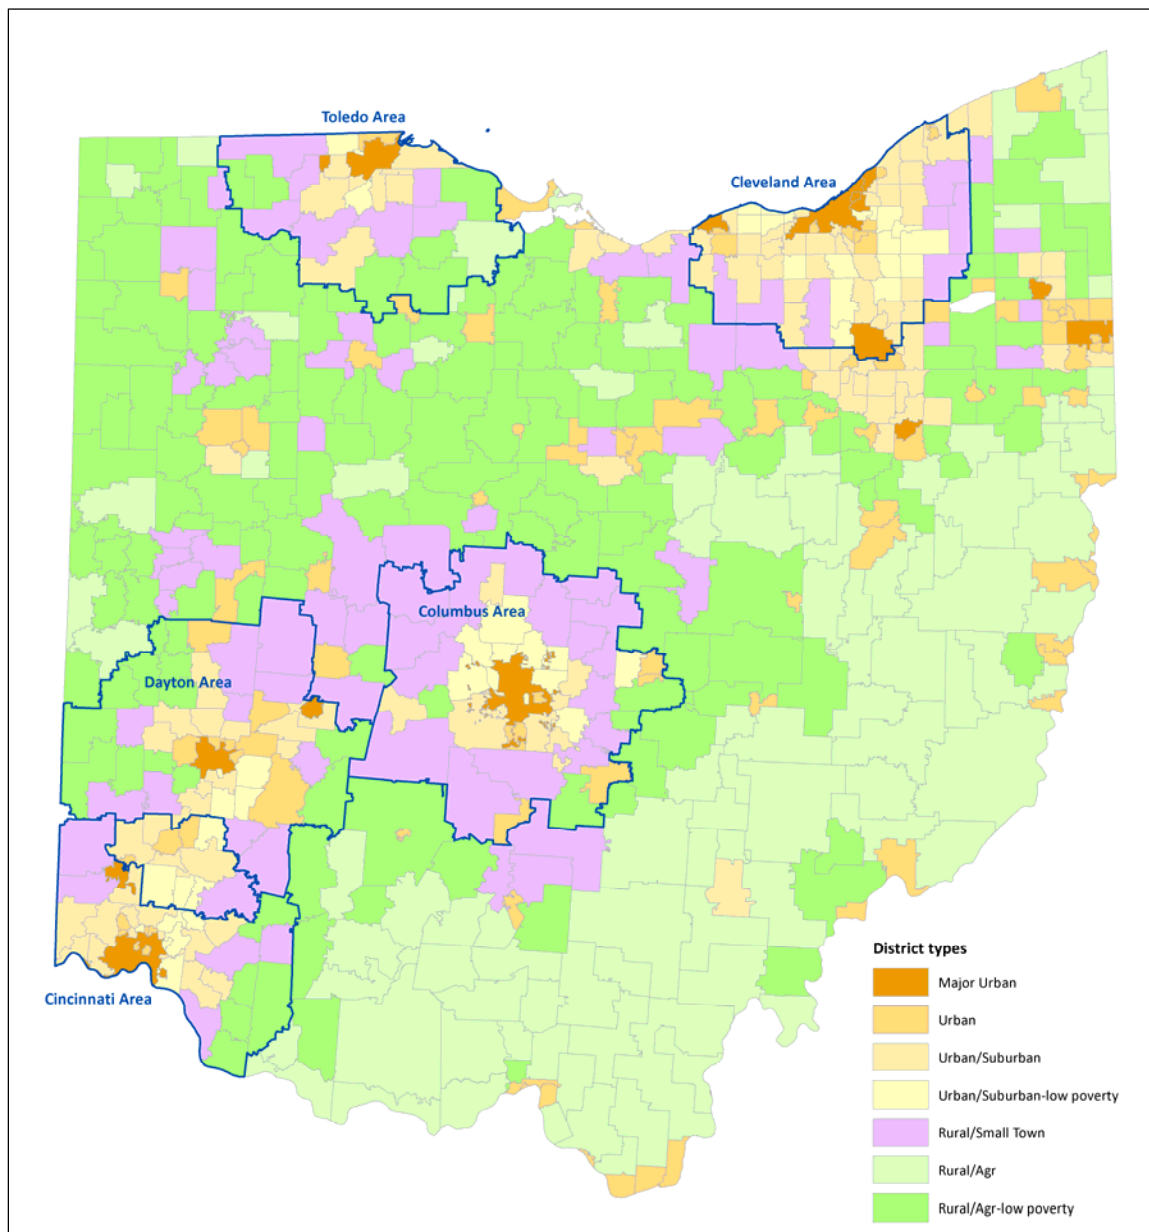 Toledo Area
Cleveland Area
Columbus Area
Dayton Area
Cincinnati Area
District types
Major Urban
Urban
Urban/Suburban
Urban/Suburban-low poverty
Rural/Small Town
Rural/Agr
Rural/Agr-low poverty